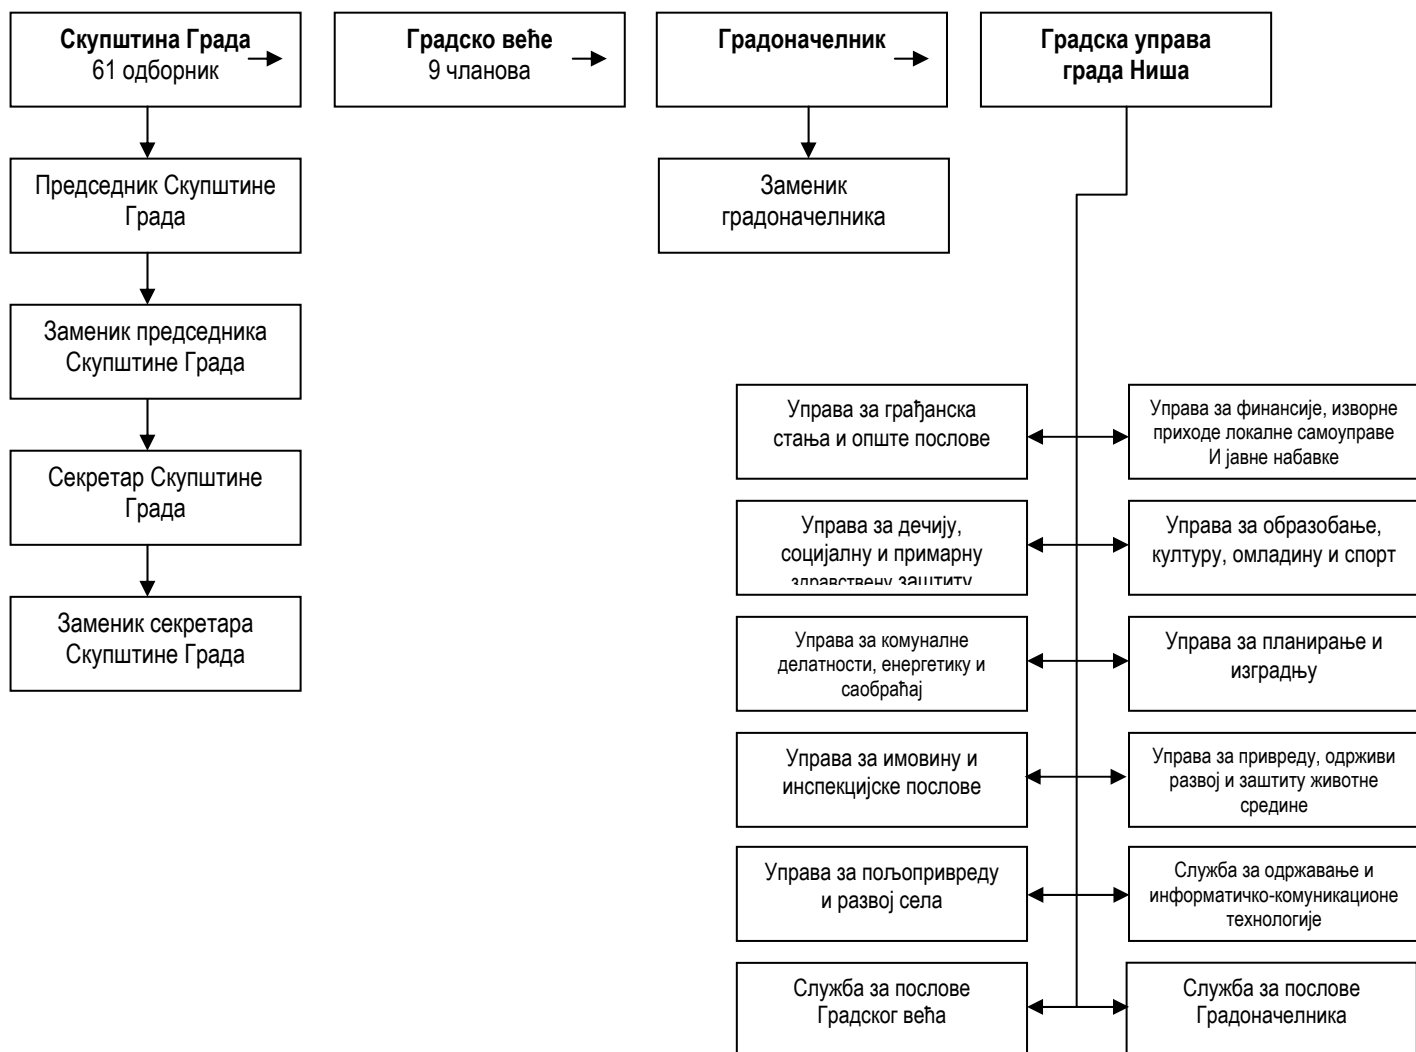 Скупштина Града
61 одборник
Градско веће
9 чланова
Градоначелник
Градска управа
града Ниша
Председник Скупштине
Града
Заменик
градоначелника
Заменик председника
Скупштине Града
Секретар Скупштине
Града
Заменик секретара
Скупштине Града
Управа за грађанска
стања и опште послове
Управа за финансије, изворне
приходе локалне самоуправе
И јавне набавке
Управа за дечију,
социјалну и примарну
здравствену заштиту
Управа за образобање,
културу, омладину и спорт
Управа за комуналне
делатности, енергетику и
саобраћај
Управа за планирање и
изградњу
Управа за имовину и
инспекцијске послове
Управа за привреду, одрживи
развој и заштиту животне
средине
Управа за пољопривреду
и развој села
Служба за одржавање и
информатичко-комуникационе
технологије
Служба за послове
Градског већа
Служба за послове
Градоначелника